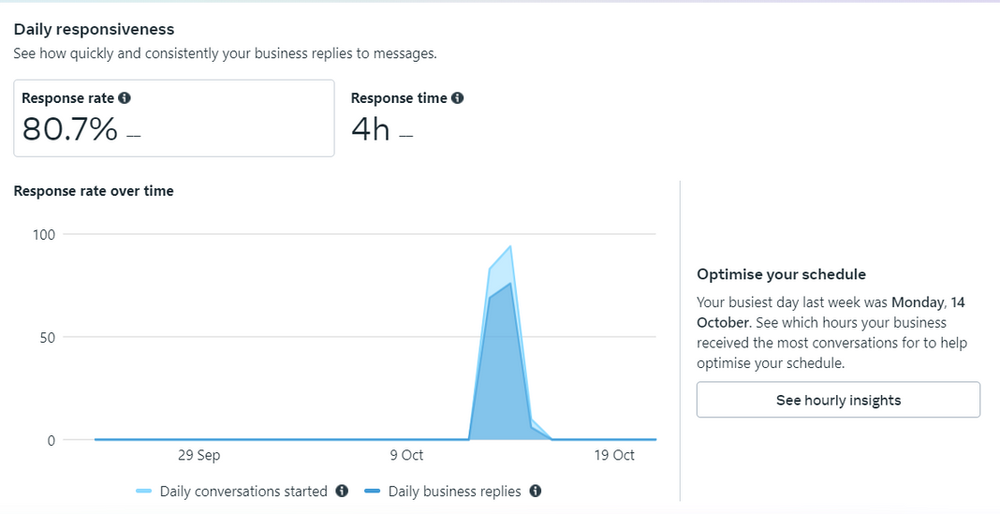 Daily responsiveness
See how quickly and consistently your business replies to messages.
Response rate
80.7% —
Response time
4h —
Response rate over time
100
50
0
29 Sep
9 Oct
19 Oct
Daily conversations started
Daily business replies
Optimise your schedule
Your busiest day last week was Monday, 14
October. See which hours your business
received the most conversations for to help
optimise your schedule.
See hourly insights